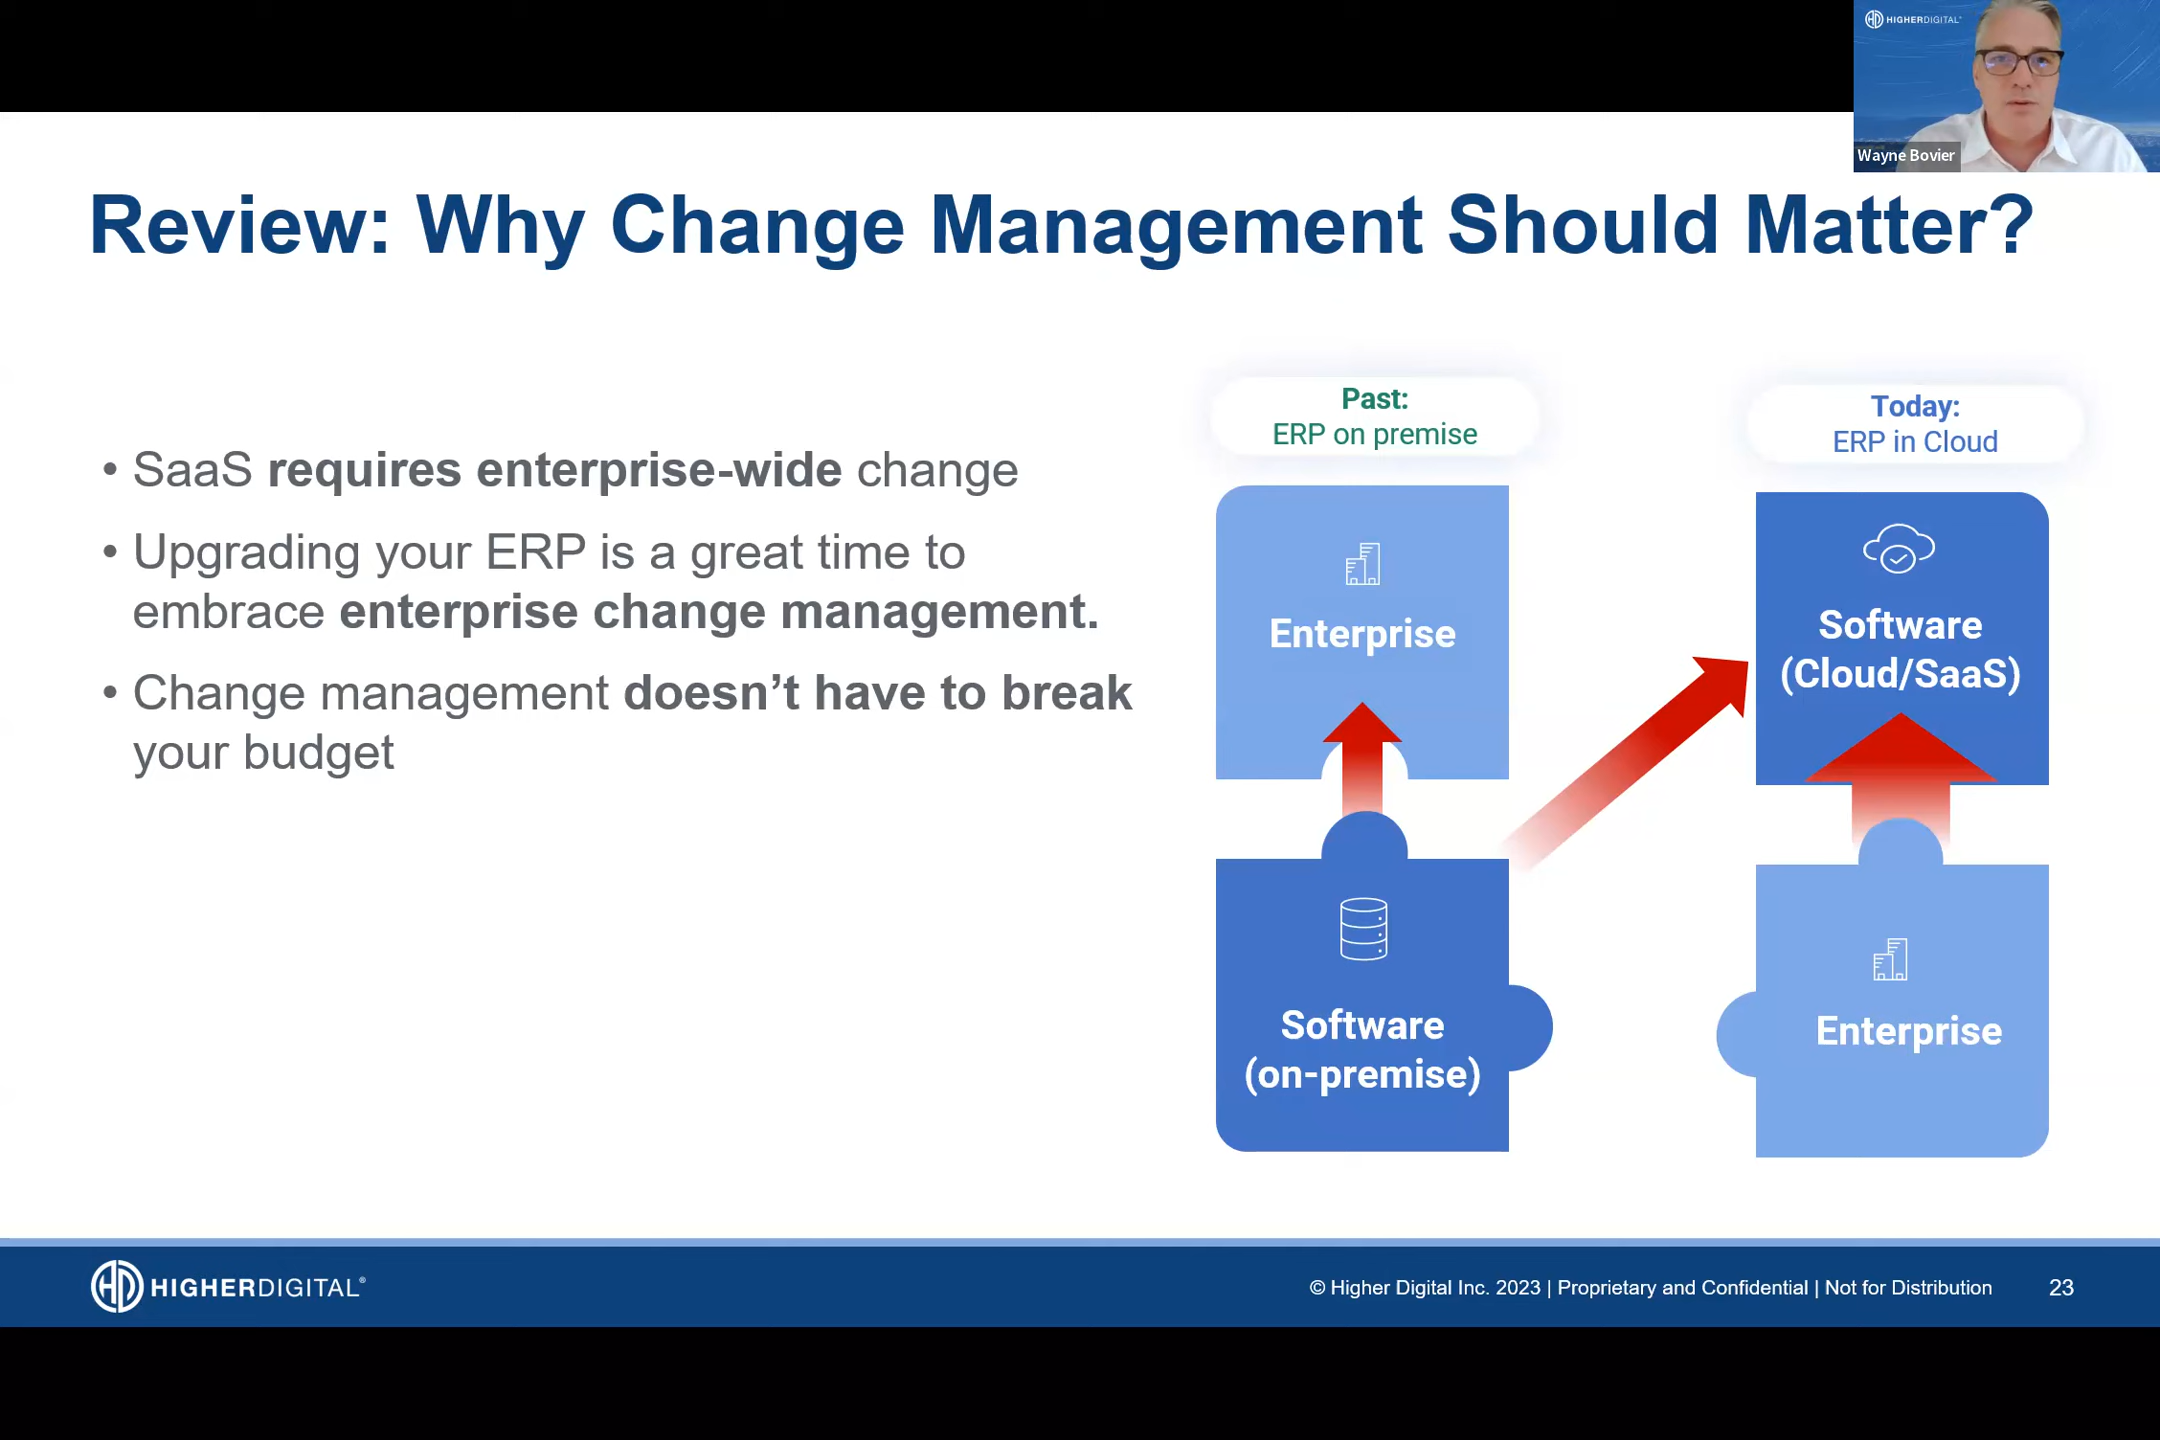 HIGHERDIGITAL
Wayne Bovier
Review: Why Change Management Should Matter?
• SaaS requires enterprise-wide change
• Upgrading your ERP is a great time to
embrace enterprise change management.
• Change management doesn’t have to break
your budget
Past:
ERP on premise
Enterprise
Software
(on-premise)
Today:
ERP in Cloud
Software
(Cloud/SaaS)
Enterprise
HD HIGHERDIGITAL®
© Higher Digital Inc. 2023 | Proprietary and Confidential | Not for Distribution
23